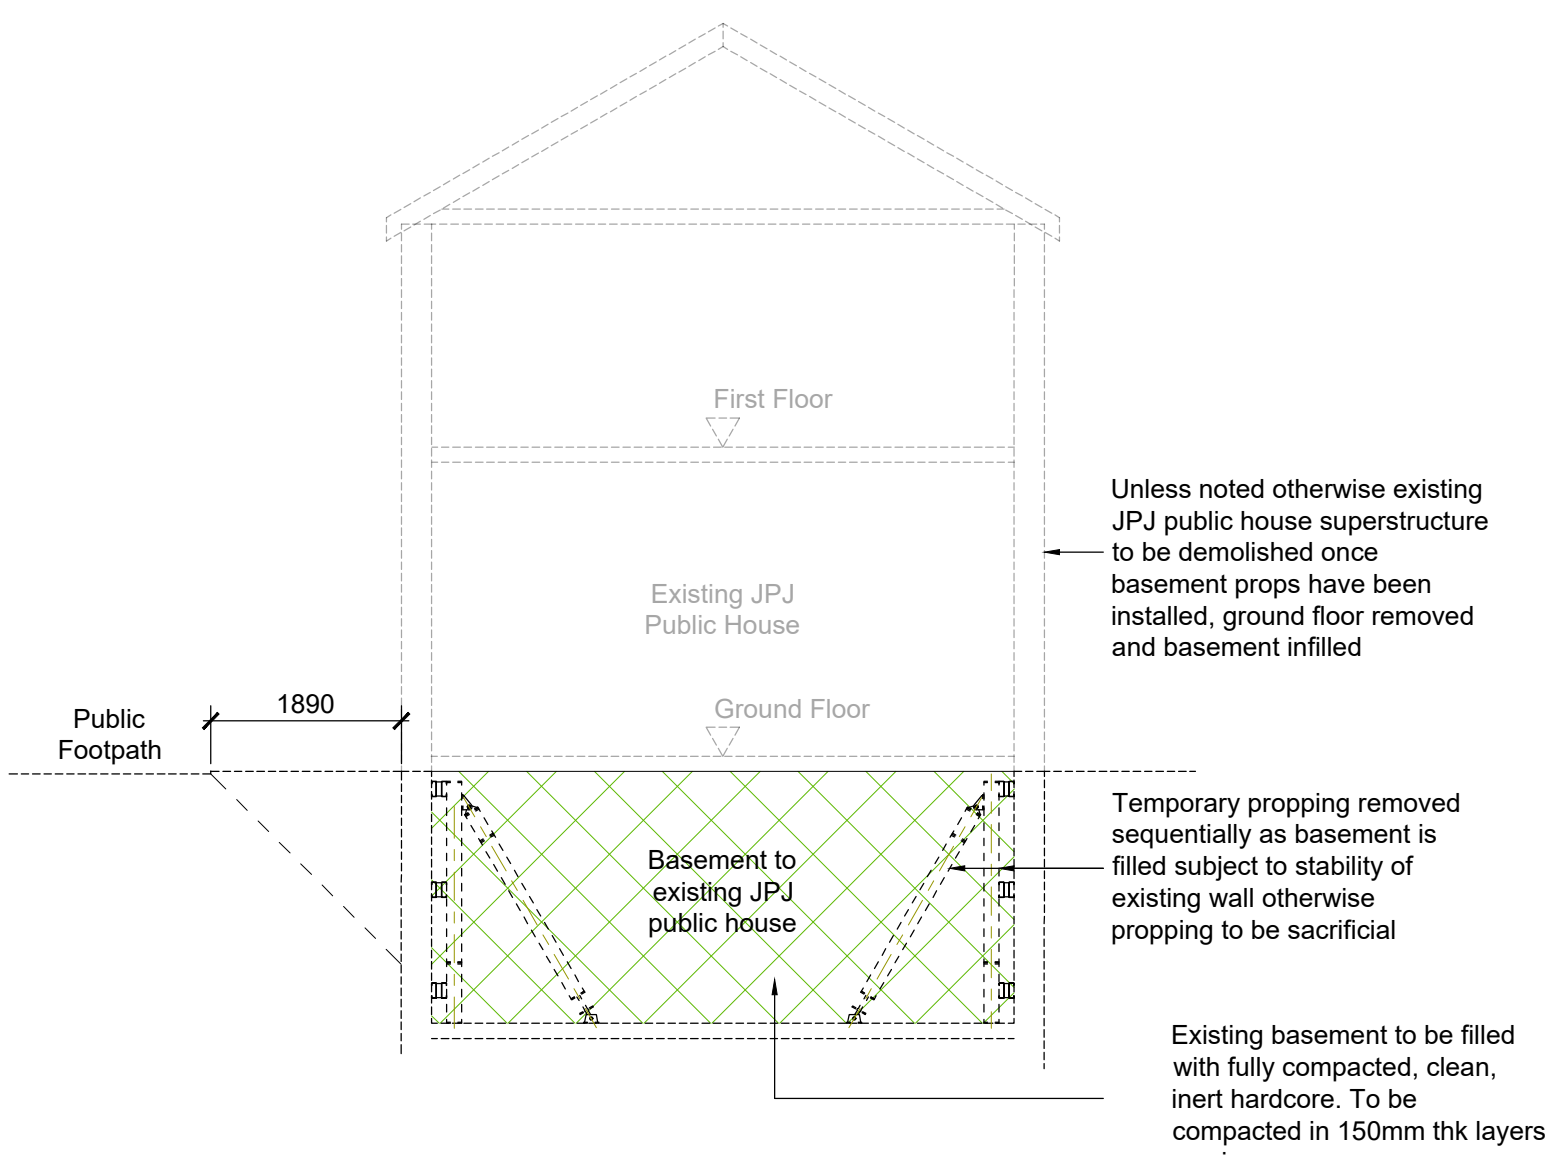 First Floor
Unless noted otherwise existing
JPJ public house superstructure
to be demolished once
basement props have been
installed, ground floor removed
and basement infilled
Existing JPJ
Public House
1890
Public
Footpath
Ground Floor
Temporary propping removed
sequentially as basement is
filled subject to stability of
existing wall otherwise
propping to be sacrificial
Basement to
existing JPJ
public house
Existing basement to be filled
with fully compacted, clean,
inert hardcore. To be
compacted in 150mm thk layers